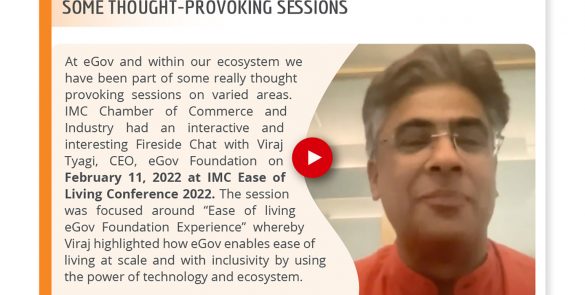 SOME THOUGHT-PROVOKING SESSIONS
At eGov and within our ecosystem we
have been part of some really thought
provoking sessions on varied areas.
IMC Chamber of Commerce and
Industry had an interactive and
interesting Fireside Chat with Viraj
Tyagi, CEO, eGov Foundation on
February 11, 2022 at IMC Ease of
Living Conference 2022. The session
was focused around “Ease of living
eGov Foundation Experience” whereby
Viraj highlighted how eGov enables ease of
living at scale and with inclusivity by using
the power of technology and ecosystem.